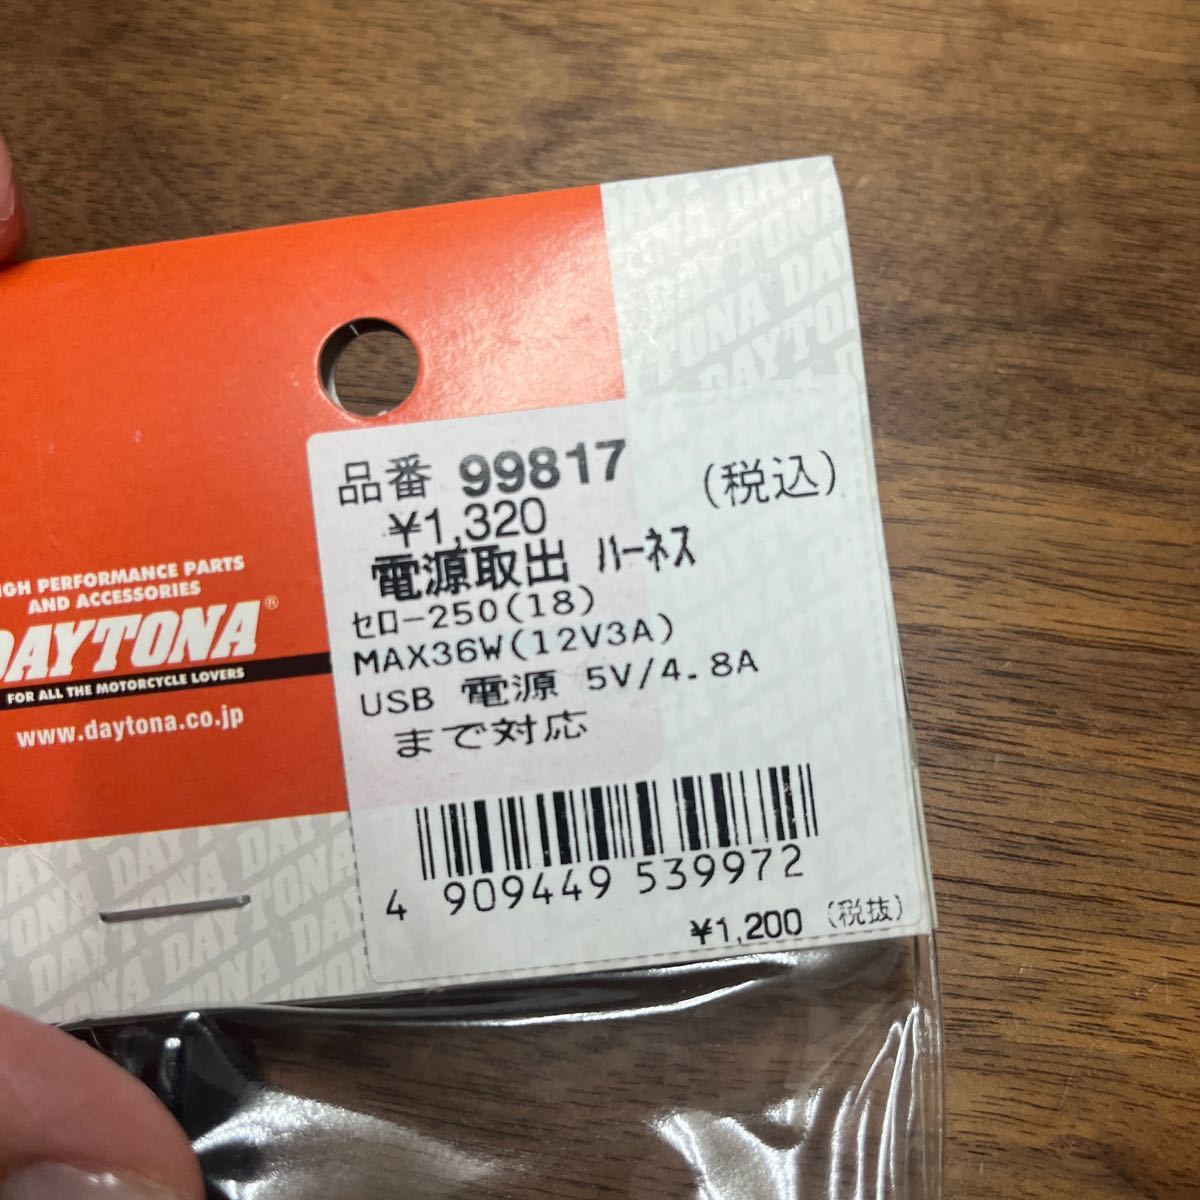 品番 99817
¥1,320 (税込)
電源取出 ハーネス
セロー250(18)
MAX36W(12V3A)
USB 電源 5V/4.8A
まで対応
4 909449 539972
¥1,200 (税抜)
IGH PERFORMANCE PARTS
AND ACCESSORIES
DAYTONA®
FOR ALL THE MOTORCYCLE LOVERS
www.daytona.co.jp